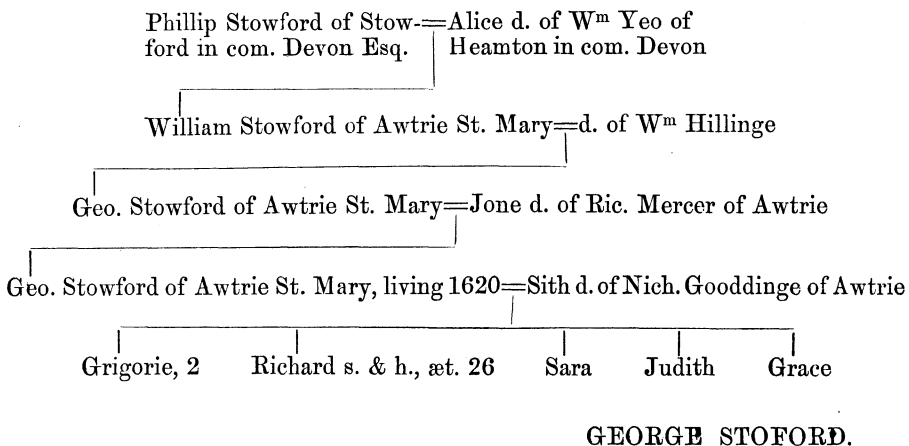 Phillip Stowford of Stow-=Alice d. of Wᵐ Yeo of
ford in com. Devon Esq. Heamton in com. Devon
William Stowford of Awtrie St. Mary=d. of Wᵐ Hillinge
Geo. Stowford of Awtrie St. Mary=Jone d. of Ric. Mercer of Awtrie
Geo. Stowford of Awtrie St. Mary, living 1620=Sith d. of Nich. Gooddinge of Awtrie
Grigorie, 2 Richard s. & h., æt. 26 Sara Judith Grace
GEORGE STOFORD.